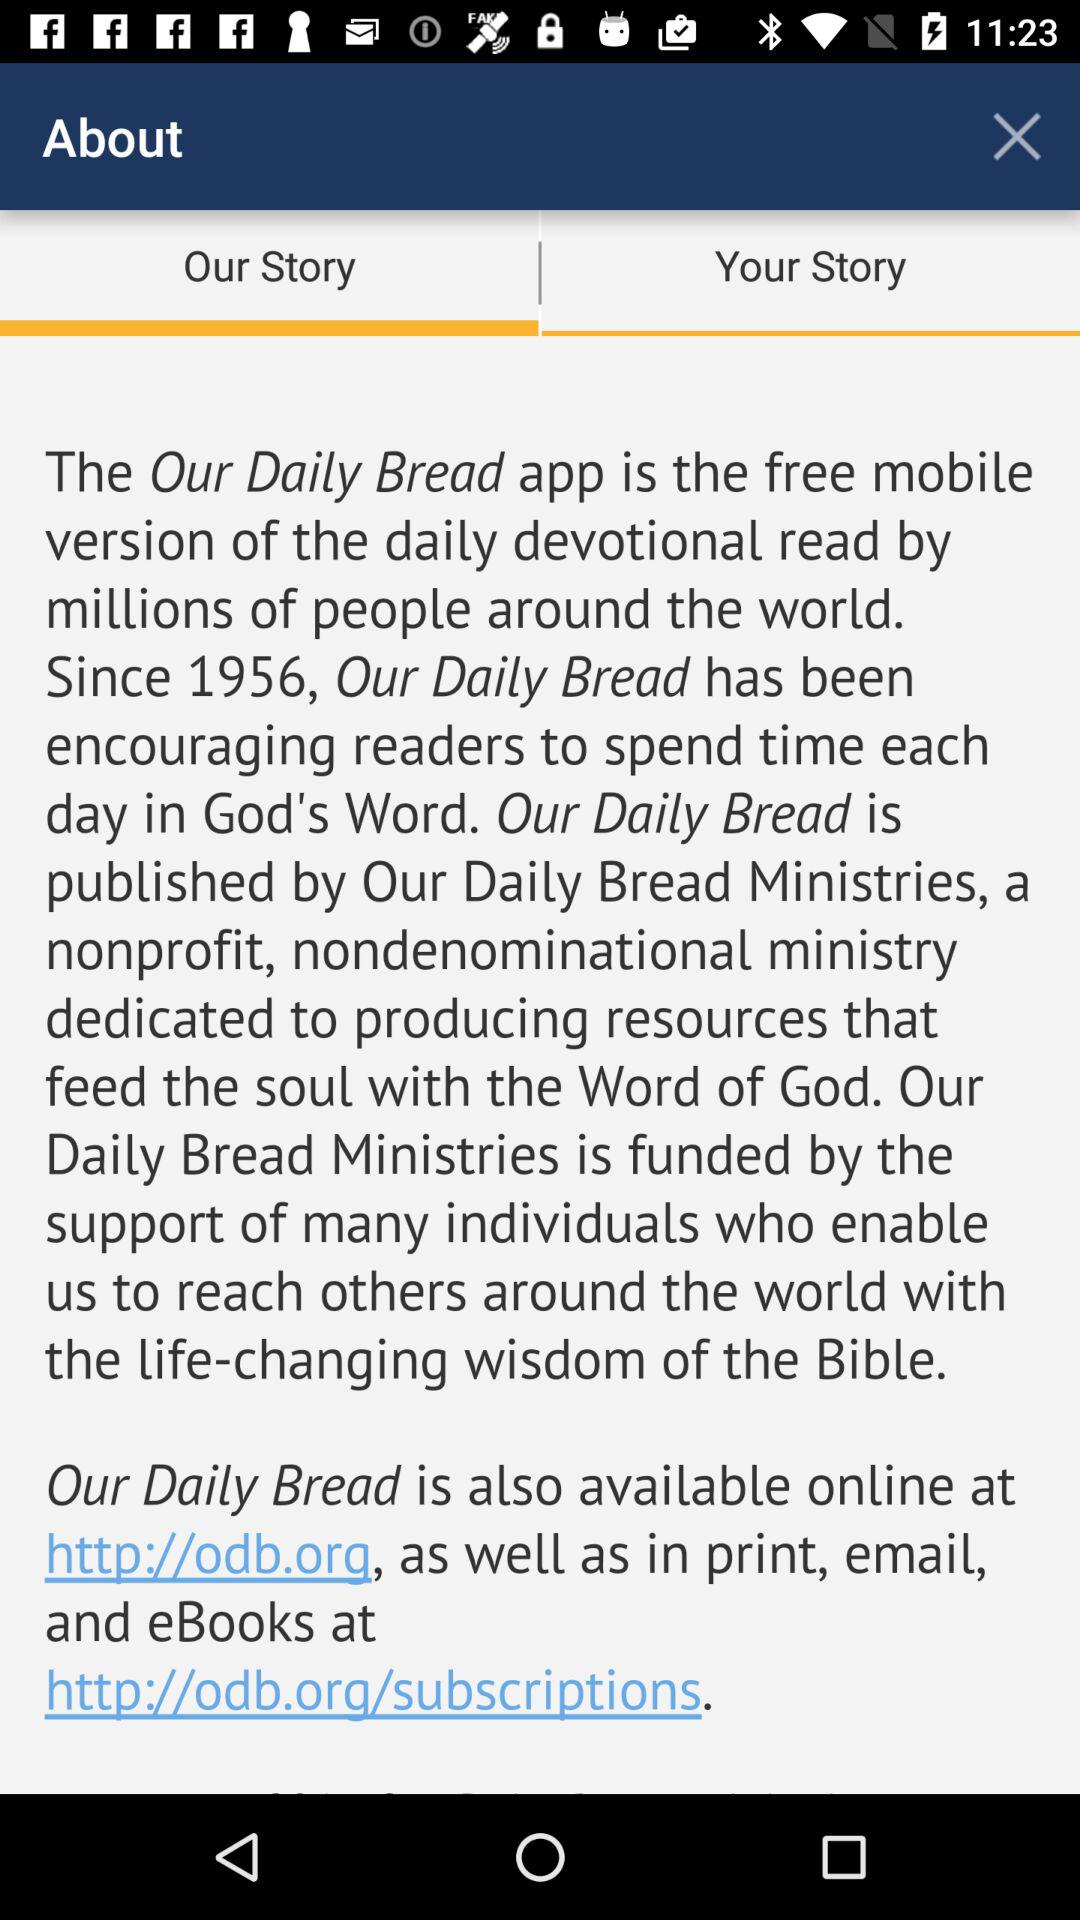 FAKE
11:23
About
Our Story
Your Story
The Our Daily Bread app is the free mobile
version of the daily devotional read by
millions of people around the world.
Since 1956, Our Daily Bread has been
encouraging readers to spend time each
day in God's Word. Our Daily Bread is
published by Our Daily Bread Ministries, a
nonprofit, nondenominational ministry
dedicated to producing resources that
feed the soul with the Word of God. Our
Daily Bread Ministries is funded by the
support of many individuals who enable
us to reach others around the world with
the life-changing wisdom of the Bible.
Our Daily Bread is also available online at
http://odb.org, as well as in print, email,
and eBooks at
http://odb.org/subscriptions.